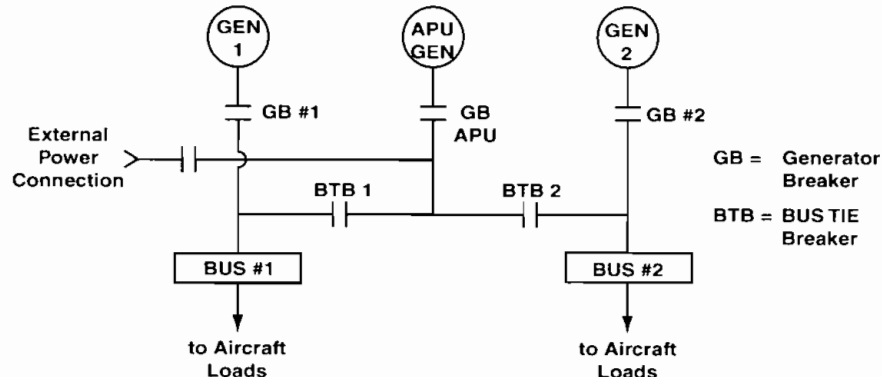 GEN
1
APU
GEN
GEN
2
GB #1
GB
APU
GB #2
External
Power
Connection
BTB 1
BTB 2
GB = Generator
Breaker
BTB = BUS TIE
Breaker
BUS #1
BUS #2
to Aircraft
Loads
to Aircraft
Loads